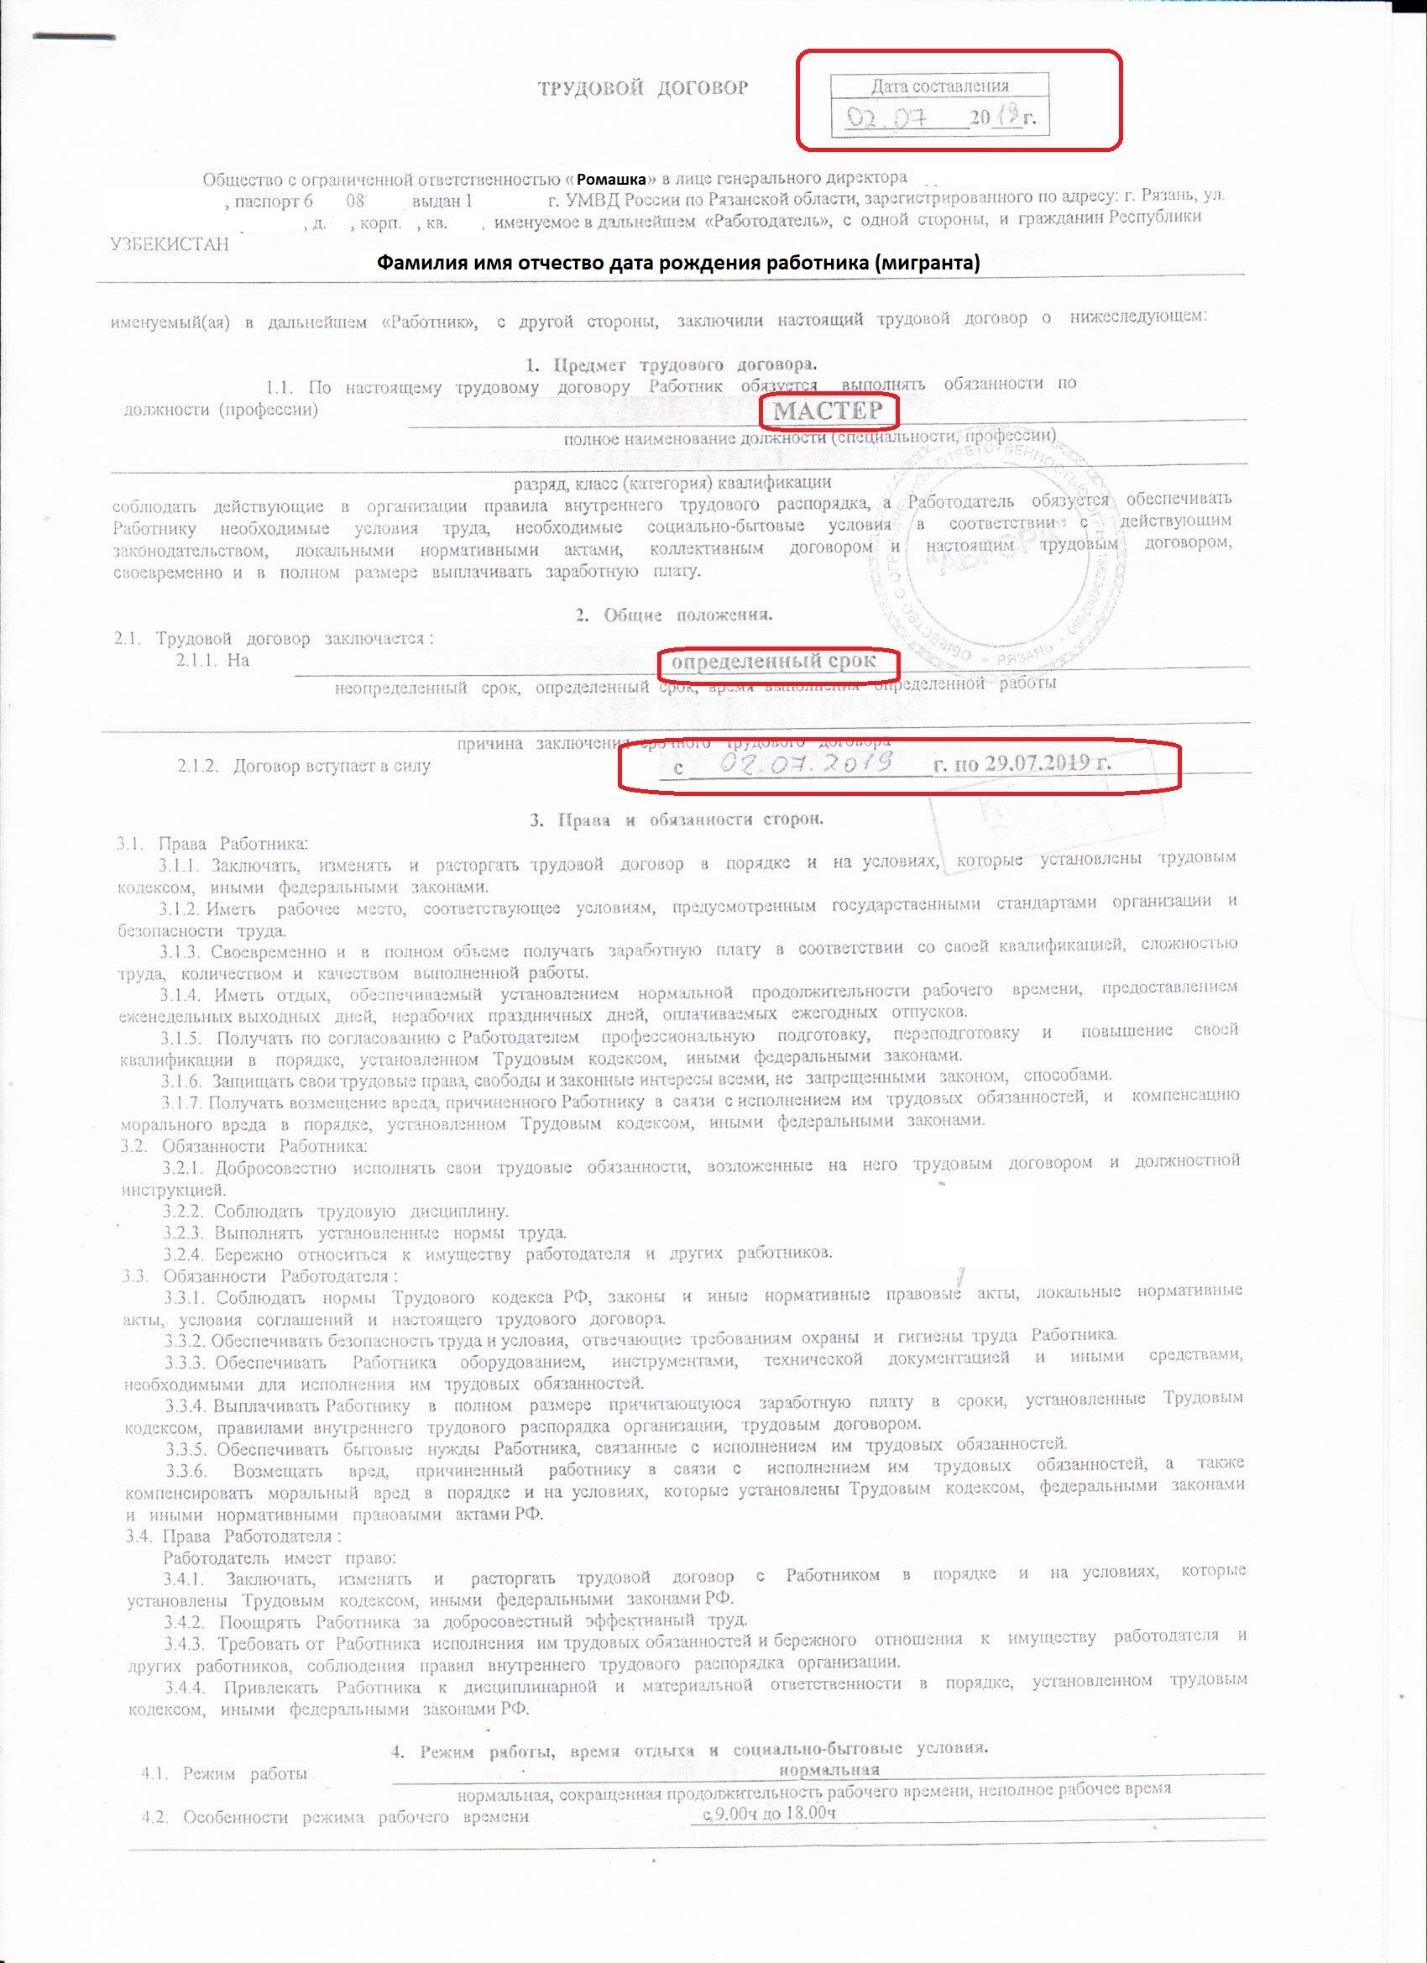 ТРУДОВОЙ ДОГОВОР
Дата составления
02.07 2019г.
Общество с ограниченной ответственностью «Ромашка» в лице генерального директора
, паспорт 6 08 выдан 1 г. УМВД России по Рязанской области, зарегистрированного по адресу: г. Рязань, ул.
, д. , корп. , кв. , именуемое в дальнейшем «Работодатель», с одной стороны, и гражданин Республики
УЗБЕКИСТАН
Фамилия имя отчество дата рождения работника (мигранта)
именуемый(ая) в дальнейшем «Работник», с другой стороны, заключили настоящий трудовой договор о нижеследующем:
1. Предмет трудового договора.
1.1. По настоящему трудовому договору Работник обязуется выполнять обязанности по
должности (профессии) МАСТЕР
полное наименование должности (специальности, профессии)
разряд, класс (категория) квалификации
соблюдать действующие в организации правила внутреннего трудового распорядка, а Работодатель обязуется обеспечивать
Работнику необходимые условия труда, необходимые социально-бытовые условия в соответствии с действующим
законодательством, локальными нормативными актами, коллективным договором и настоящим трудовым договором,
своевременно и в полном размере выплачивать заработную плату.
2. Общие положения.
2.1. Трудовой договор заключается :
2.1.1. На определенный срок
неопределенный срок, определенный срок, время выполнения определенной работы
причина заключения срочного трудового договора
2.1.2. Договор вступает в силу с 02.07.2019 г. по 29.07.2019 г.
3. Права и обязанности сторон.
3.1. Права Работника:
3.1.1. Заключать, изменять и расторгать трудовой договор в порядке и на условиях, которые установлены трудовым
кодексом, иными федеральными законами.
3.1.2. Иметь рабочее место, соответствующее условиям, предусмотренным государственными стандартами организации и
безопасности труда.
3.1.3. Своевременно и в полном объеме получать заработную плату в соответствии со своей квалификацией, сложностью
труда, количеством и качеством выполненной работы.
3.1.4. Иметь отдых, обеспечиваемый установлением нормальной продолжительности рабочего времени, предоставлением
еженедельных выходных дней, нерабочих праздничных дней, оплачиваемых ежегодных отпусков.
3.1.5. Получать по согласованию с Работодателем профессиональную подготовку, переподготовку и повышение своей
квалификации в порядке, установленном Трудовым кодексом, иными федеральными законами.
3.1.6. Защищать свои трудовые права, свободы и законные интересы всеми, не запрещенными законом, способами.
3.1.7. Получать возмещение вреда, причиненного Работнику в связи с исполнением им трудовых обязанностей, и компенсацию
морального вреда в порядке, установленном Трудовым кодексом, иными федеральными законами.
3.2. Обязанности Работника:
3.2.1. Добросовестно исполнять свои трудовые обязанности, возложенные на него трудовым договором и должностной
инструкцией.
3.2.2. Соблюдать трудовую дисциплину.
3.2.3. Выполнять установленные нормы труда.
3.2.4. Бережно относиться к имуществу работодателя и других работников.
3.3. Обязанности Работодателя :
3.3.1. Соблюдать нормы Трудового кодекса РФ, законы и иные нормативные правовые акты, локальные нормативные
акты, условия соглашений и настоящего трудового договора.
3.3.2. Обеспечивать безопасность труда и условия, отвечающие требованиям охраны и гигиены труда Работника.
3.3.3. Обеспечивать Работника оборудованием, инструментами, технической документацией и иными средствами,
необходимыми для исполнения им трудовых обязанностей.
3.3.4. Выплачивать Работнику в полном размере причитающуюся заработную плату в сроки, установленные Трудовым
кодексом, правилами внутреннего трудового распорядка организации, трудовым договором.
3.3.5. Обеспечивать бытовые нужды Работника, связанные с исполнением им трудовых обязанностей.
3.3.6. Возмещать вред, причиненный работнику в связи с исполнением им трудовых обязанностей, а также
компенсировать моральный вред в порядке и на условиях, которые установлены Трудовым кодексом, федеральными законами
и иными нормативными правовыми актами РФ.
3.4. Права Работодателя :
Работодатель имеет право:
3.4.1. Заключать, изменять и расторгать трудовой договор с Работником в порядке и на условиях, которые
установлены Трудовым кодексом, иными федеральными законами РФ.
3.4.2. Поощрять Работника за добросовестный эффективный труд.
3.4.3. Требовать от Работника исполнения им трудовых обязанностей и бережного отношения к имуществу работодателя и
других работников, соблюдения правил внутреннего трудового распорядка организации.
3.4.4. Привлекать Работника к дисциплинарной и материальной ответственности в порядке, установленном трудовым
кодексом, иными федеральными законами РФ.
4. Режим работы, время отдыха и социально-бытовые условия.
4.1. Режим работы нормальная
нормальная, сокращенная продолжительность рабочего времени, неполное рабочее время
4.2. Особенности режима рабочего времени с 9.00ч до 18.00ч